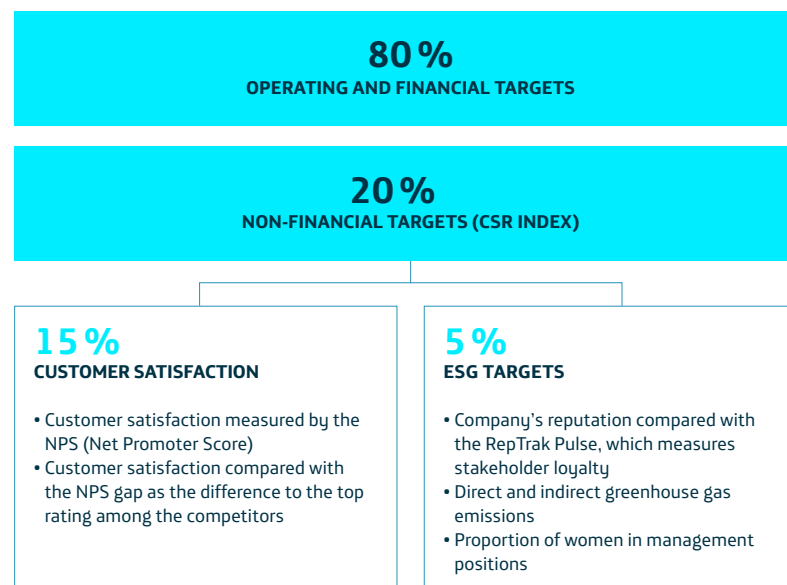 80 %
OPERATING AND FINANCIAL TARGETS
20 %
NON-FINANCIAL TARGETS (CSR INDEX)
15 %
CUSTOMER SATISFACTION
• Customer satisfaction measured by the
NPS (Net Promoter Score)
• Customer satisfaction compared with
the NPS gap as the difference to the top
rating among the competitors
5 %
ESG TARGETS
• Company’s reputation compared with
the RepTrak Pulse, which measures
stakeholder loyalty
• Direct and indirect greenhouse gas
emissions
• Proportion of women in management
positions